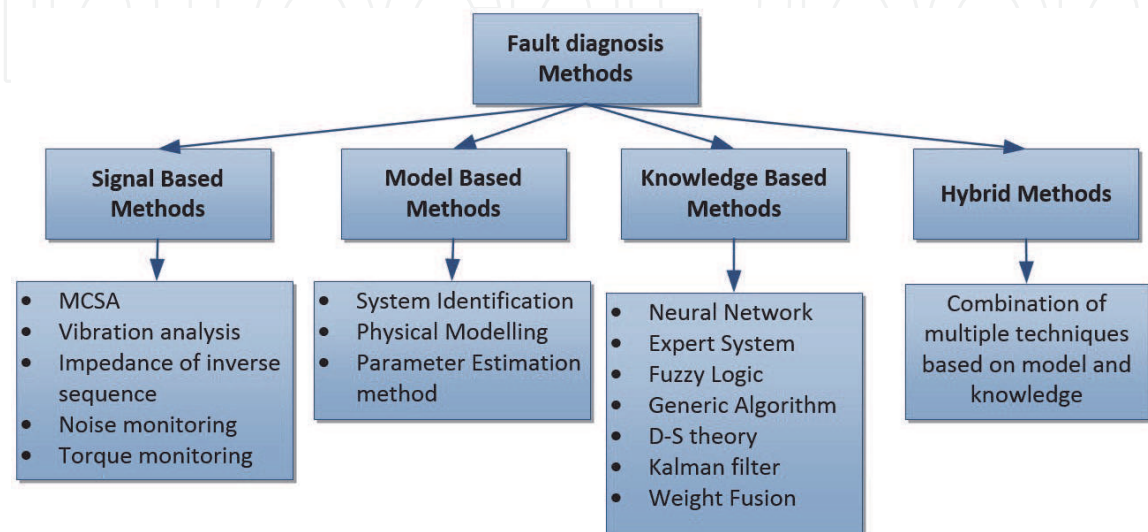 Fault diagnosis
Methods
Signal Based
Methods
Model Based
Methods
Knowledge Based
Methods
Hybrid Methods
• MCSA
• Vibration analysis
• Impedance of inverse
sequence
• Noise monitoring
• Torque monitoring
• System Identification
• Physical Modelling
• Parameter Estimation
method
• Neural Network
• Expert System
• Fuzzy Logic
• Generic Algorithm
• D-S theory
• Kalman filter
• Weight Fusion
Combination of
multiple techniques
based on model and
knowledge